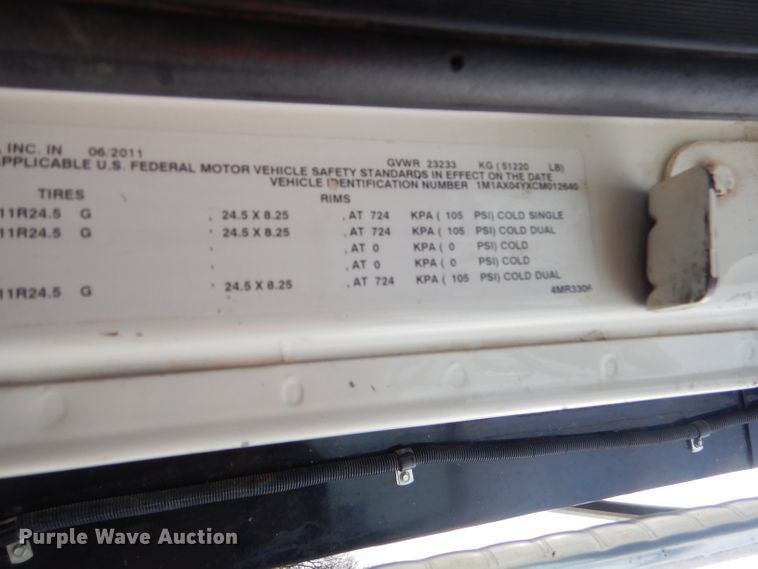 INC. IN 06/2011 GVWR 23233 KG ( 51220 LB)
APPLICABLE U.S. FEDERAL MOTOR VEHICLE SAFETY STANDARDS IN EFFECT ON THE DATE
VEHICLE IDENTIFICATION NUMBER 1M1AX04YXCM012640
TIRES RIMS
11R24.5 G , 24.5 X 8.25 , AT 724 KPA ( 105 PSI) COLD SINGLE
11R24.5 G , 24.5 X 8.25 , AT 724 KPA ( 105 PSI) COLD DUAL
, AT 0 KPA ( 0 PSI) COLD
, AT 0 KPA ( 0 PSI) COLD
11R24.5 G , 24.5 X 8.25 , AT 724 KPA ( 105 PSI) COLD DUAL
4MR3306
Purple Wave Auction